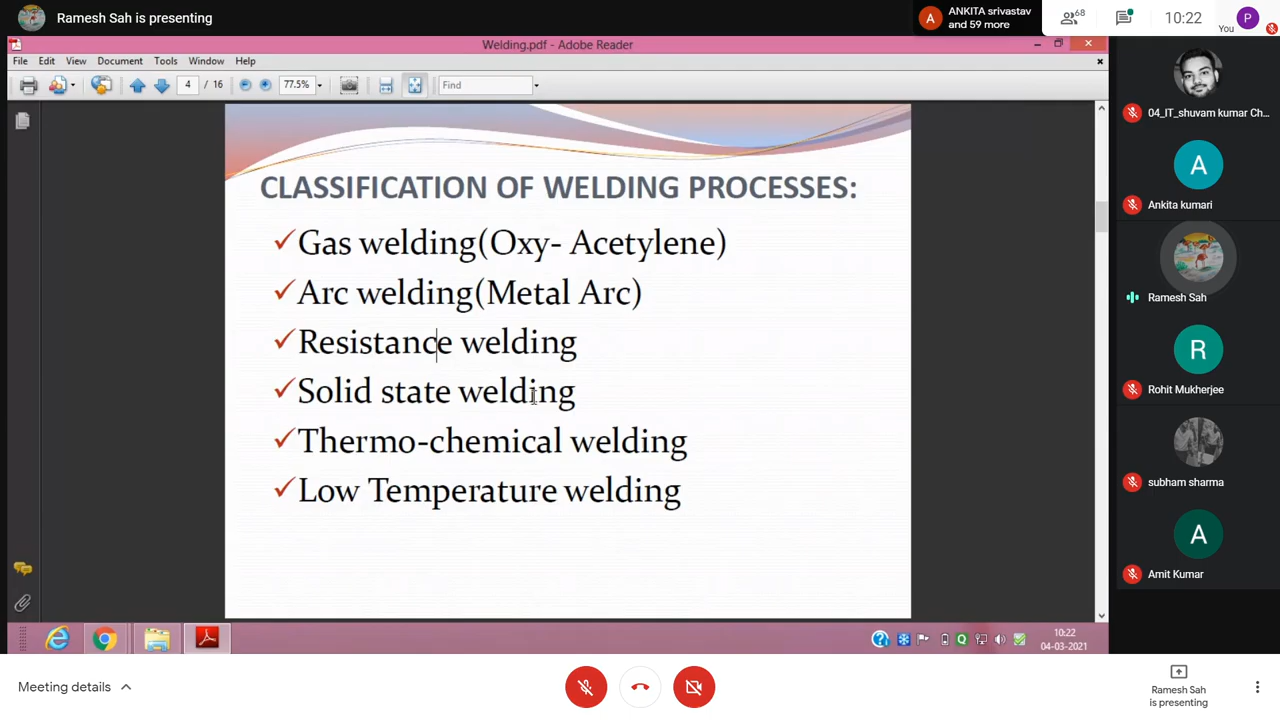 Ramesh Sah is presenting
A
ANKITA srivastav
and 59 more
68
10:22
You
P
Welding.pdf - Adobe Reader
File Edit View Document Tools Window Help
4 / 16 77.5% Find
CLASSIFICATION OF WELDING PROCESSES:
Gas welding(Oxy- Acetylene)
Arc welding(Metal Arc)
Resistance welding
Solid state welding
Thermo-chemical welding
Low Temperature welding
04_IT_shuvam kumar Ch...
A
Ankita kumari
Ramesh Sah
R
Rohit Mukherjee
subham sharma
A
Amit Kumar
10:22
04-03-2021
Meeting details
Ramesh Sah
is presenting